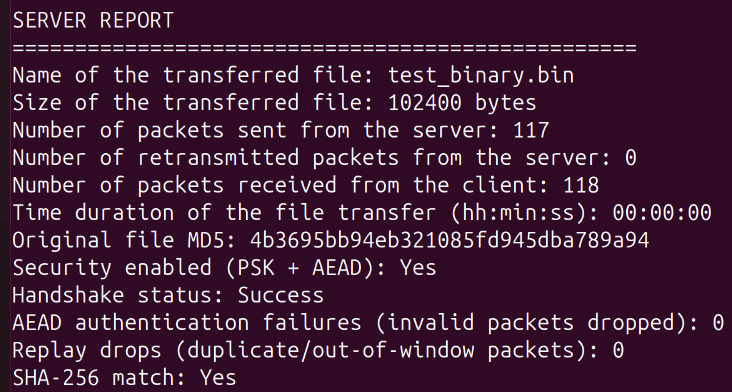 SERVER REPORT
==================================================
Name of the transferred file: test_binary.bin
Size of the transferred file: 102400 bytes
Number of packets sent from the server: 117
Number of retransmitted packets from the server: 0
Number of packets received from the client: 118
Time duration of the file transfer (hh:min:ss): 00:00:00
Original file MD5: 4b3695bb94eb321085fd945dba789a94
Security enabled (PSK + AEAD): Yes
Handshake status: Success
AEAD authentication failures (invalid packets dropped): 0
Replay drops (duplicate/out-of-window packets): 0
SHA-256 match: Yes